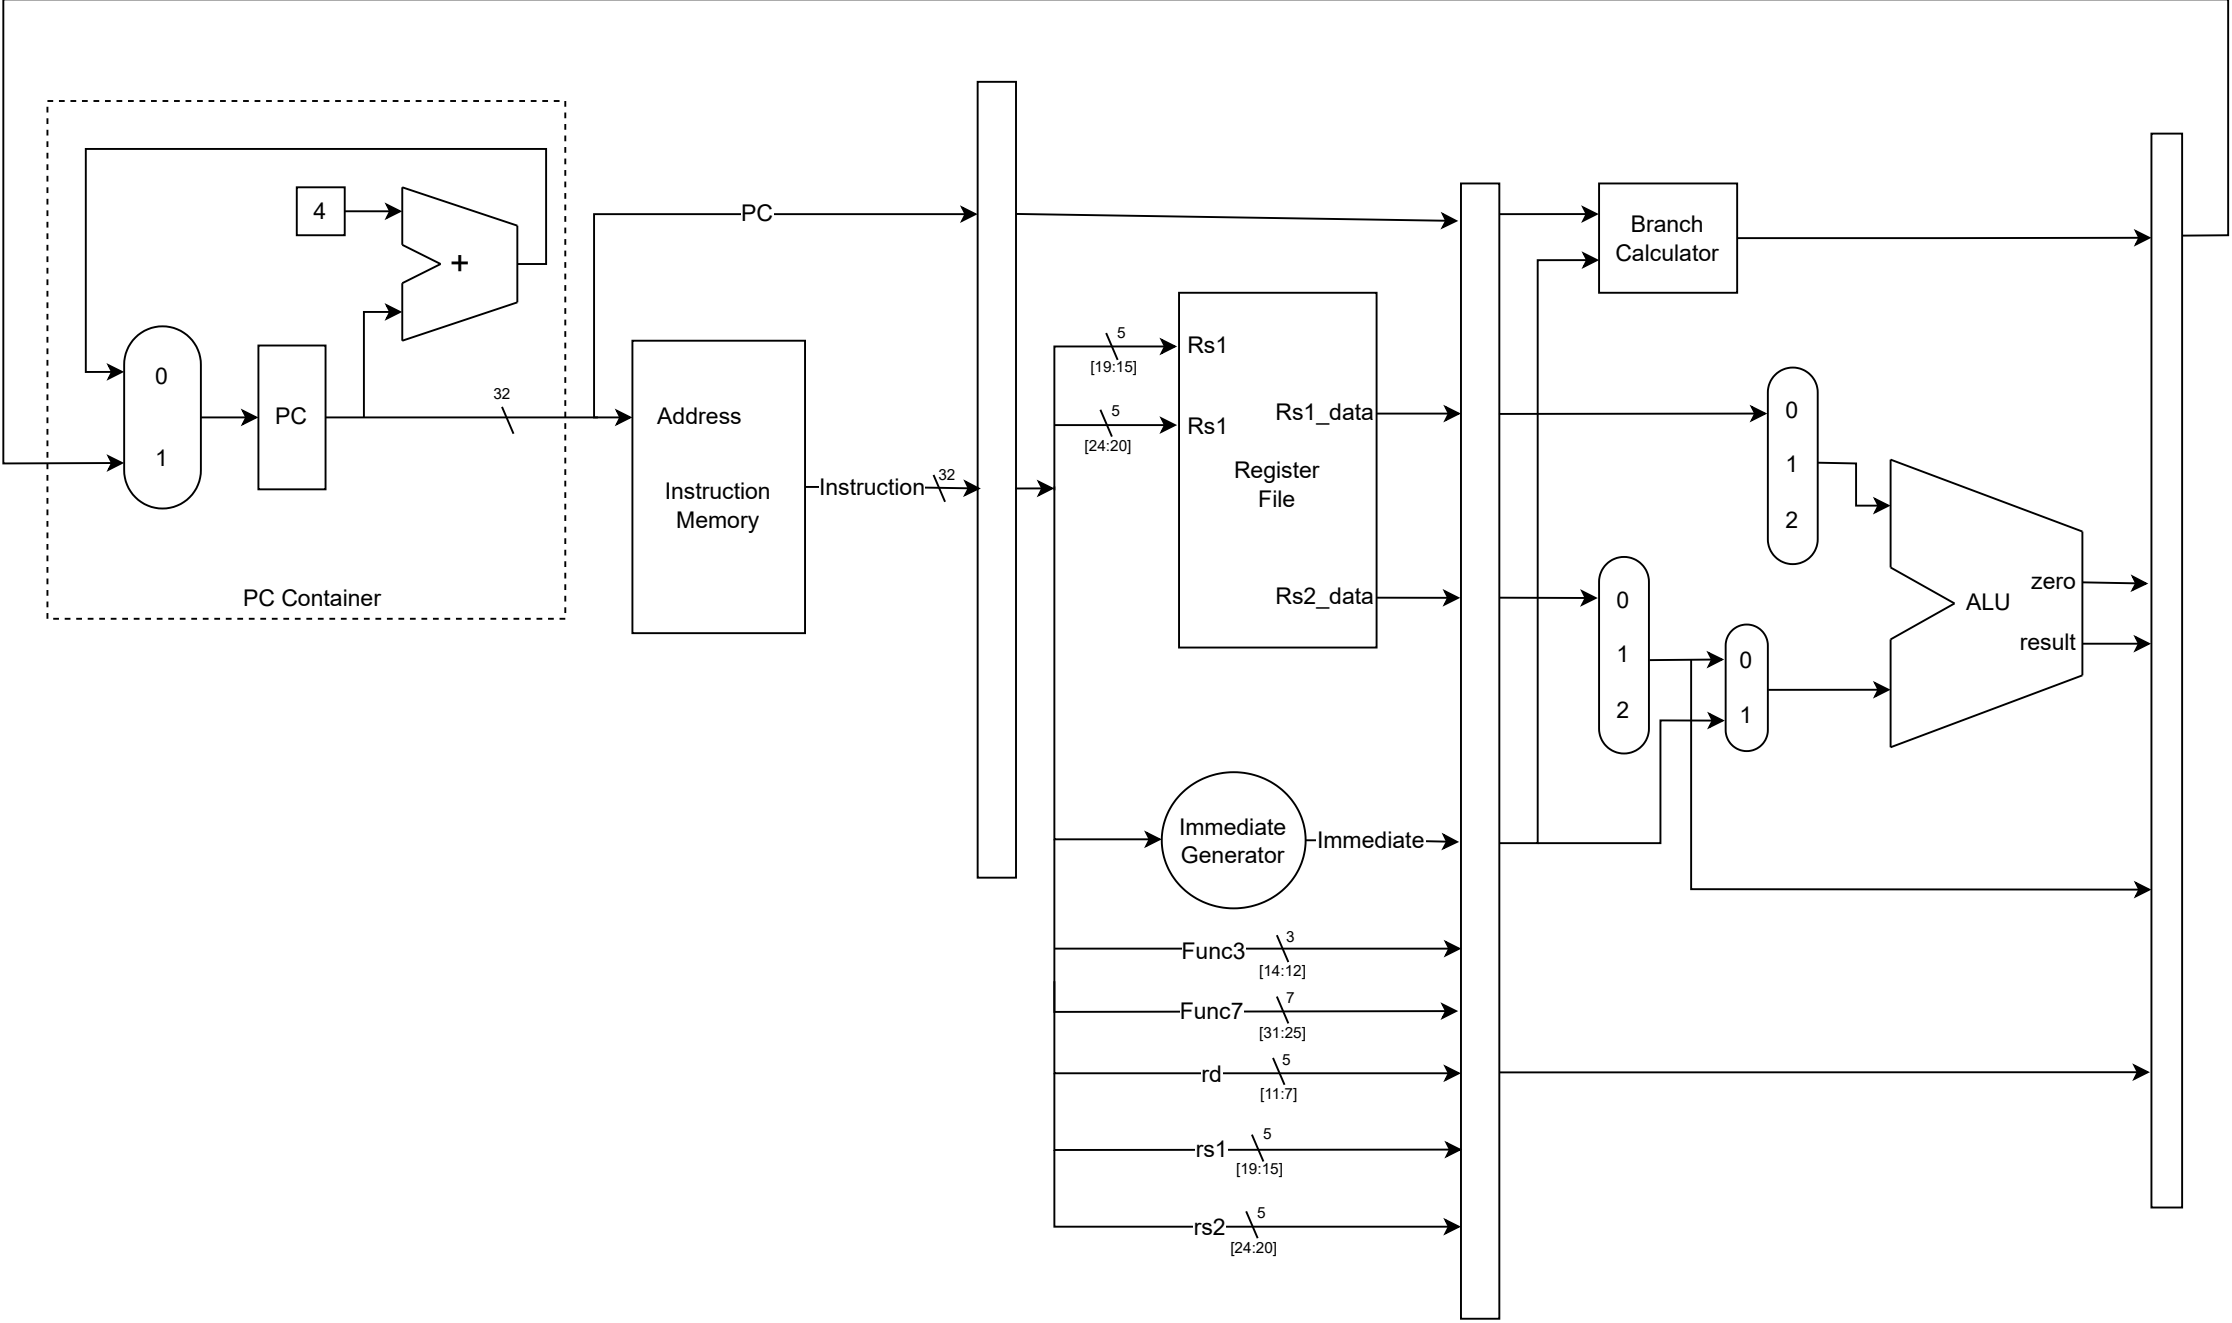 4
+
0
1
PC
32
PC Container
PC
Address
Instruction
Memory
Instruction
32
5
[19:15]
5
[24:20]
Rs1
Rs1
Rs1_data
Register
File
Rs2_data
Immediate
Generator
Immediate
Func3
3
[14:12]
Func7
7
[31:25]
rd
5
[11:7]
rs1
5
[19:15]
rs2
5
[24:20]
Branch
Calculator
0
1
2
0
1
2
0
1
ALU
zero
result